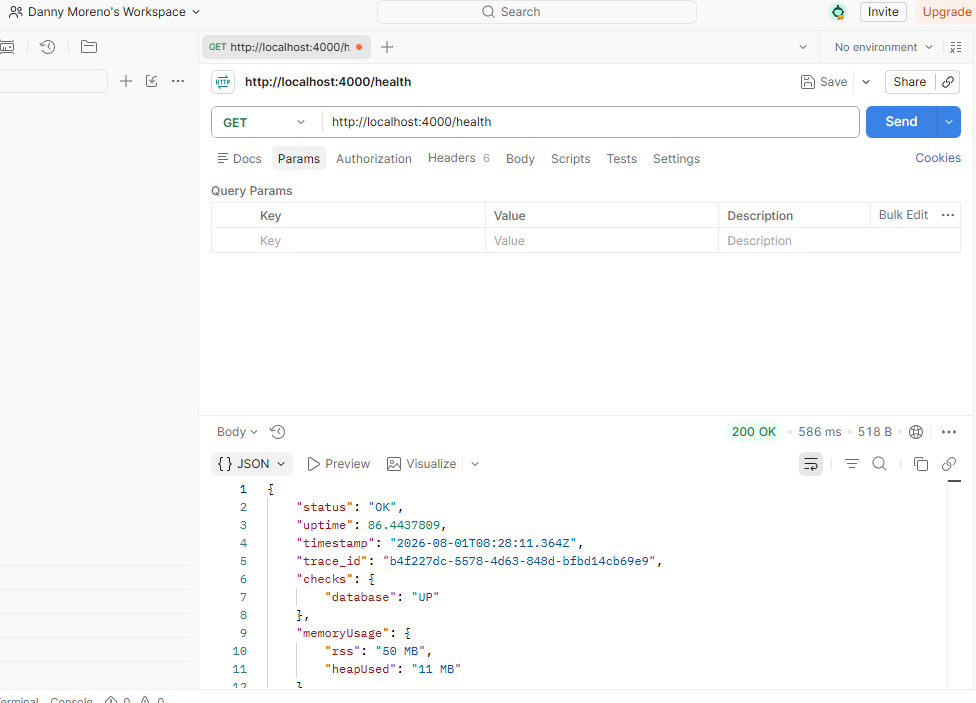 Danny Moreno's Workspace
Search
Invite
Upgrade
GET http://localhost:4000/h
No environment
HTTP
http://localhost:4000/health
Save
Share
GET
http://localhost:4000/health
Send
Docs
Params
Authorization
Headers 6
Body
Scripts
Tests
Settings
Cookies
Query Params
Key Value Description Bulk Edit
Key Value Description
Body
200 OK
586 ms
518 B
{} JSON
Preview
Visualize
1 {
2 "status": "OK",
3 "uptime": 86.4437809,
4 "timestamp": "2026-08-01T08:28:11.364Z",
5 "trace_id": "b4f227dc-5578-4d63-848d-bfbd14cb69e9",
6 "checks": {
7 "database": "UP"
8 },
9 "memoryUsage": {
10 "rss": "50 MB",
11 "heapUsed": "11 MB"
12 }
Console 0 0